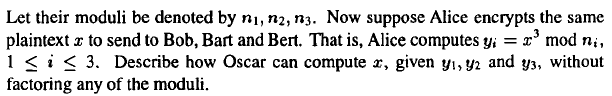 Let their moduli be denoted by n₁, n₂, n₃. Now suppose Alice encrypts the same
plaintext x to send to Bob, Bart and Bert. That is, Alice computes yᵢ = x³ mod nᵢ,
1 ≤ i ≤ 3. Describe how Oscar can compute x, given y₁, y₂ and y₃, without
factoring any of the moduli.